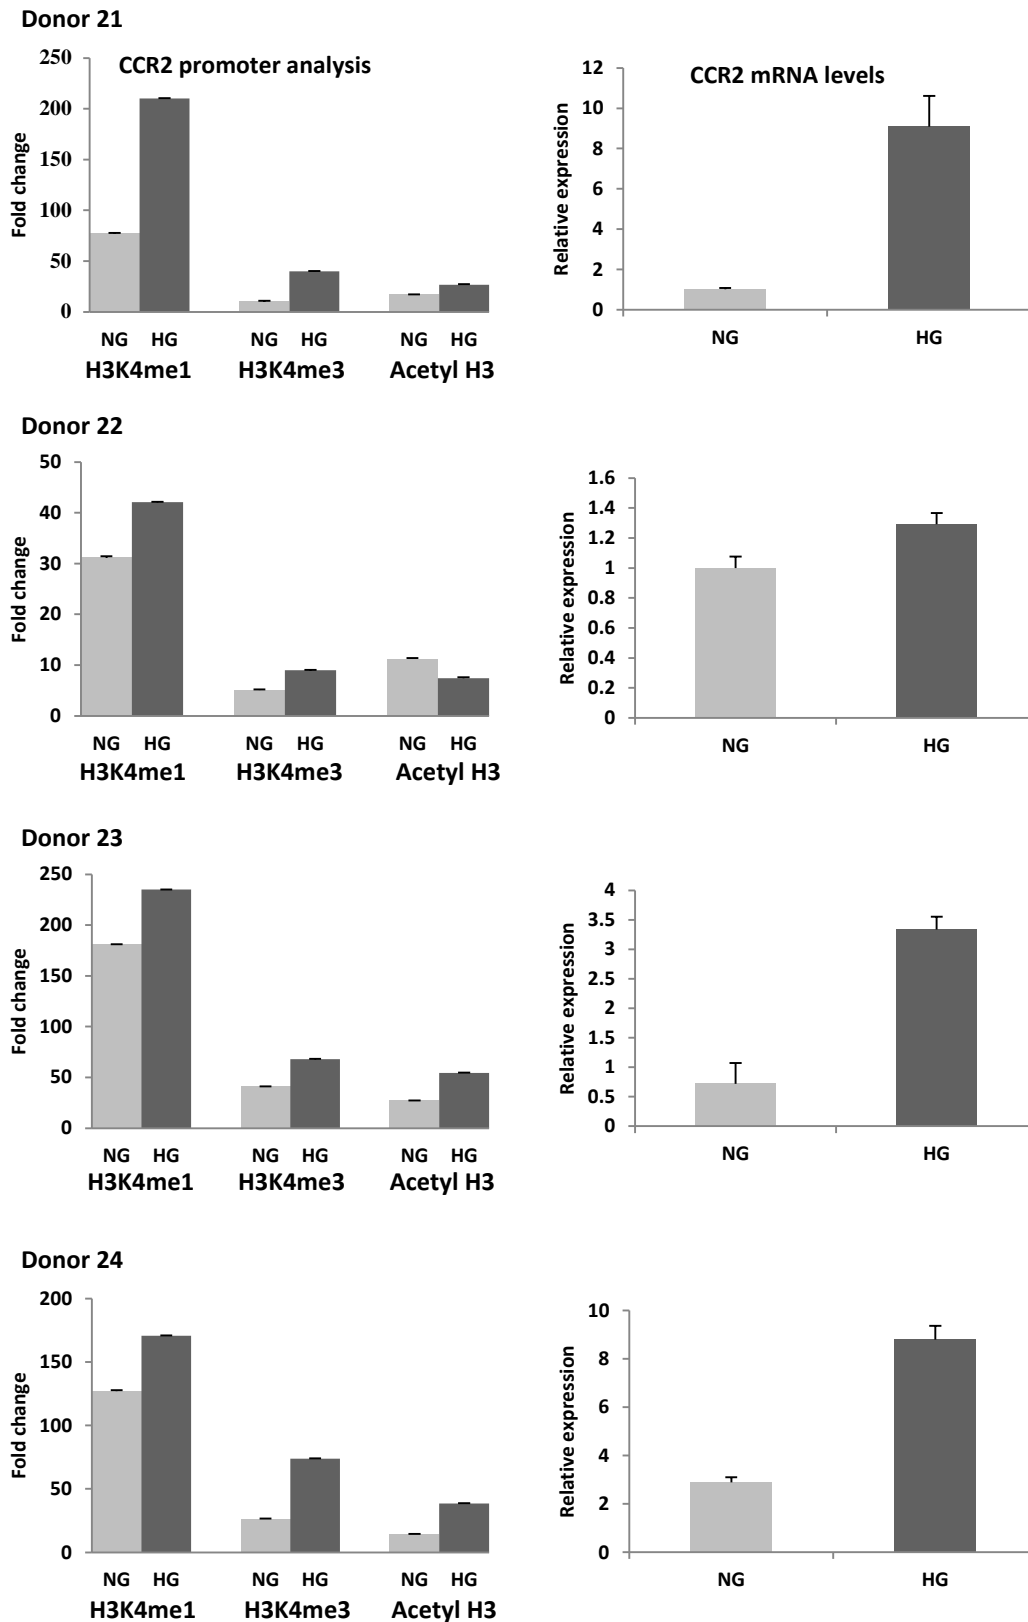 Donor 21
CCR2 promoter analysis
Fold change
250
200
150
100
50
0
NG HG NG HG NG HG
H3K4me1 H3K4me3 Acetyl H3
CCR2 mRNA levels
Relative expression
12
10
8
6
4
2
0
NG HG
Donor 22
Fold change
50
40
30
20
10
0
NG HG NG HG NG HG
H3K4me1 H3K4me3 Acetyl H3
Relative expression
1.6
1.4
1.2
1
0.8
0.6
0.4
0.2
0
NG HG
Donor 23
Fold change
250
200
150
100
50
0
NG HG NG HG NG HG
H3K4me1 H3K4me3 Acetyl H3
Relative expression
4
3.5
3
2.5
2
1.5
1
0.5
0
NG HG
Donor 24
Fold change
200
150
100
50
0
NG HG NG HG NG HG
H3K4me1 H3K4me3 Acetyl H3
Relative expression
10
8
6
4
2
0
NG HG